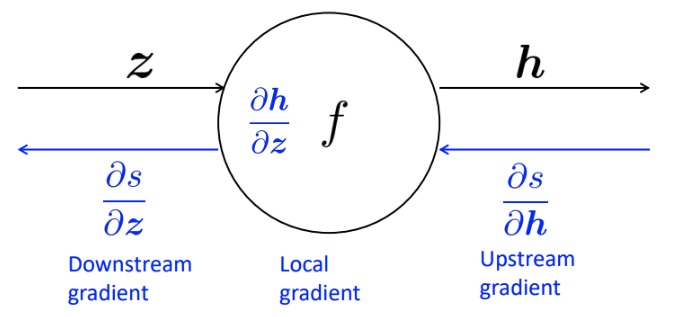 z
h
∂h/∂z
f
∂s/∂z
∂s/∂h
Downstream
gradient
Local
gradient
Upstream
gradient